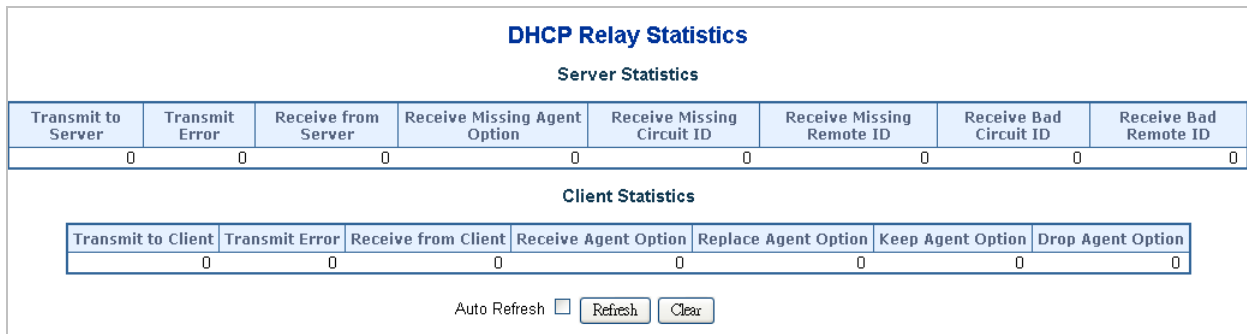 DHCP Relay Statistics
Server Statistics
Transmit to Server Transmit Error Receive from Server Receive Missing Agent Option Receive Missing Circuit ID Receive Missing Remote ID Receive Bad Circuit ID Receive Bad Remote ID
0 0 0 0 0 0 0 0
Client Statistics
Transmit to Client Transmit Error Receive from Client Receive Agent Option Replace Agent Option Keep Agent Option Drop Agent Option
0 0 0 0 0 0 0
Auto Refresh Refresh Clear